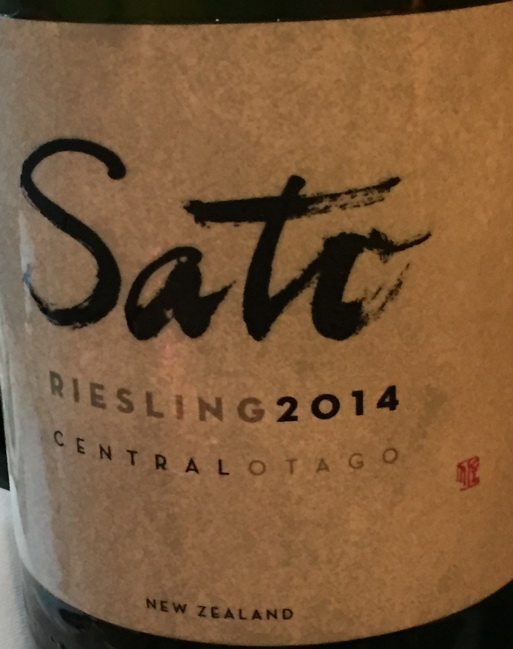 Sato
RIESLING2014
CENTRALOTAGO
NEW ZEALAND